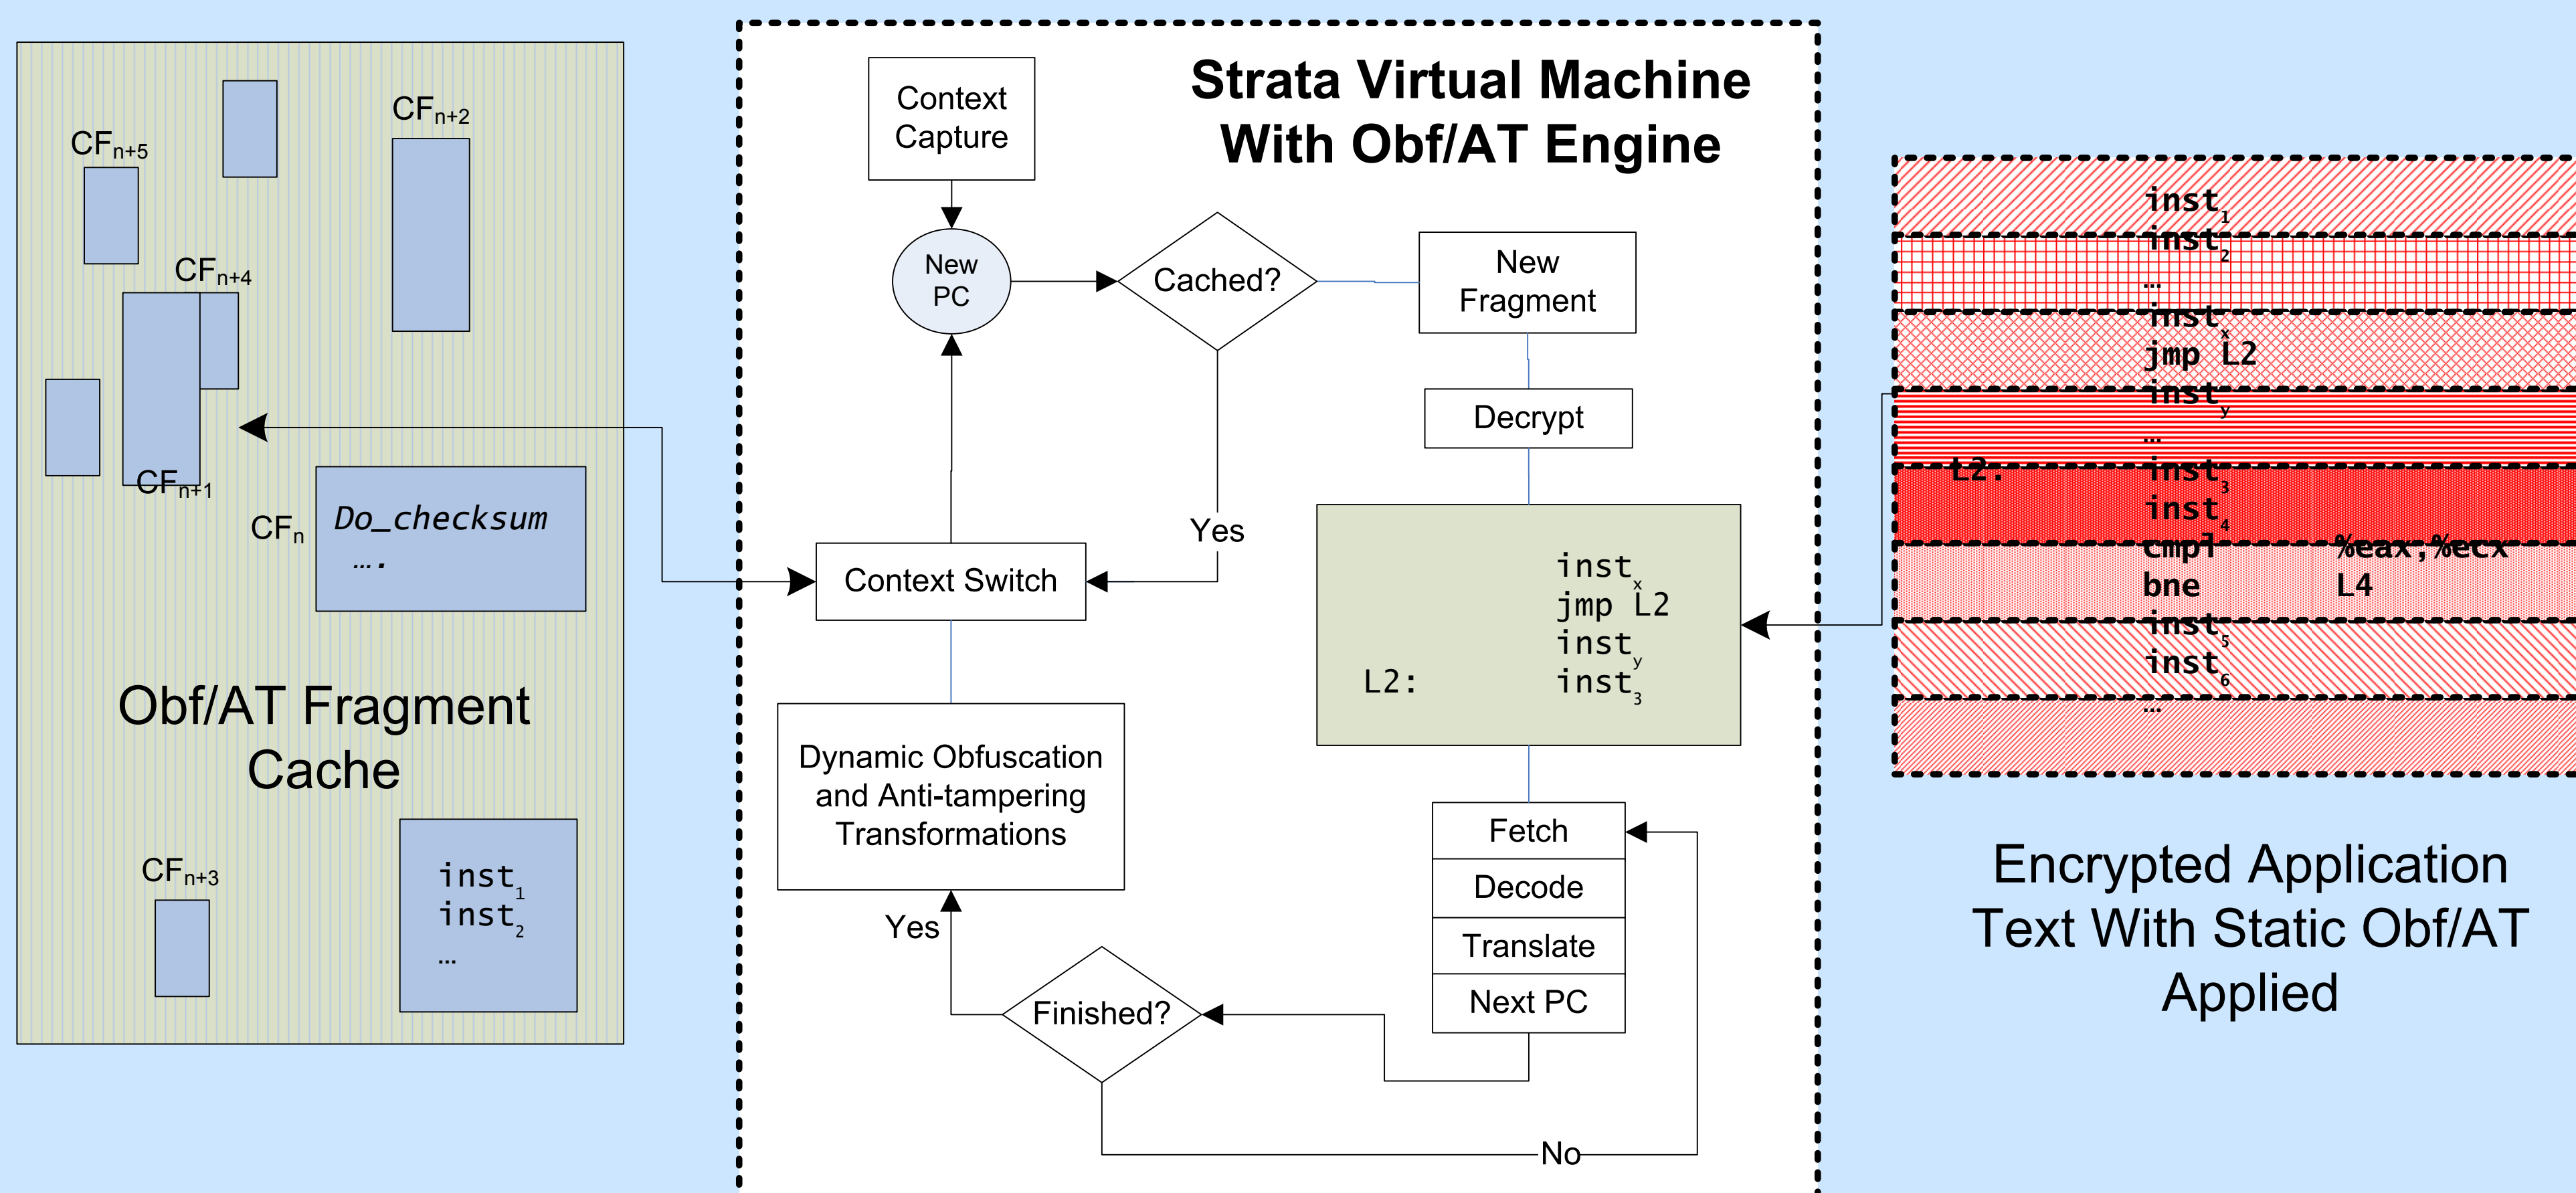 CFn+5
CFn+2
CFn+4
CFn+1
CFn
Do_checksum
….
Obf/AT Fragment
Cache
CFn+3
inst1
inst2
…
Strata Virtual Machine
With Obf/AT Engine
Context
Capture
New
PC
Cached?
New
Fragment
Decrypt
Yes
Context Switch
instx
jmp L2
insty
L2: inst3
Dynamic Obfuscation
and Anti-tampering
Transformations
Fetch
Decode
Translate
Next PC
Yes
Finished?
No
inst1
inst2
…
instx
jmp L2
insty
…
L2: inst3
inst4
cmpl %eax,%ecx
bne L4
inst5
inst6
…
Encrypted Application
Text With Static Obf/AT
Applied